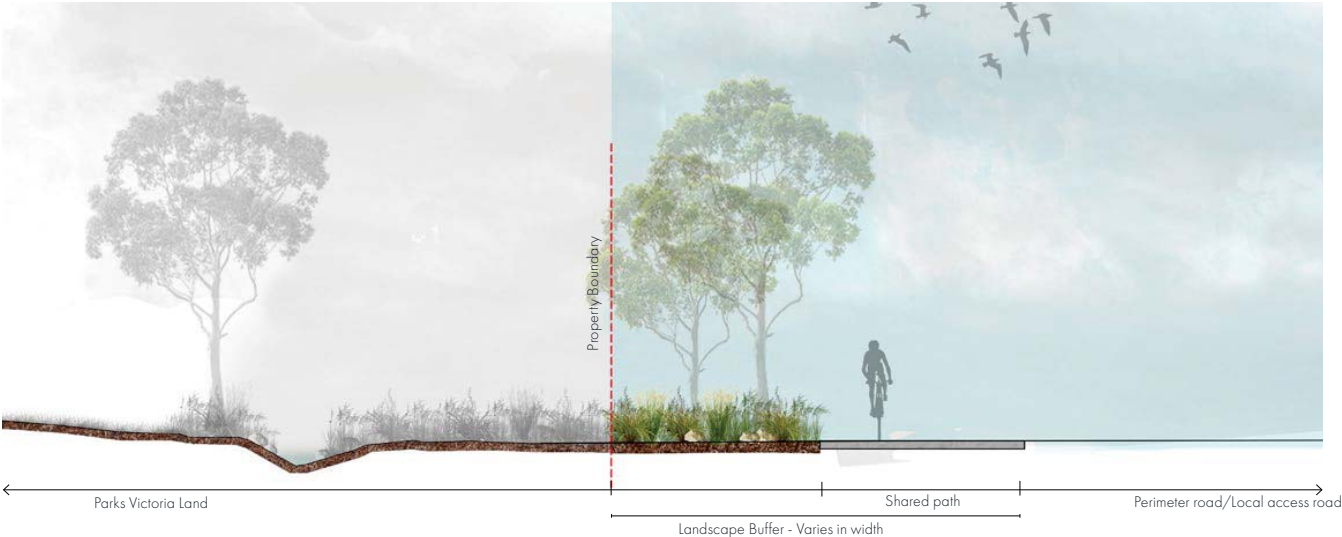 Property Boundary
Parks Victoria Land
Shared path
Perimeter road/Local access road
Landscape Buffer - Varies in width